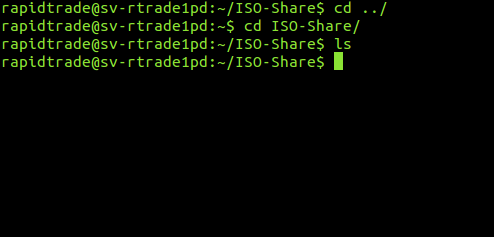 rapidtrade@sv-rtrade1pd:~/ISO-Share$ cd ../
rapidtrade@sv-rtrade1pd:~$ cd ISO-Share/
rapidtrade@sv-rtrade1pd:~/ISO-Share$ ls
rapidtrade@sv-rtrade1pd:~/ISO-Share$